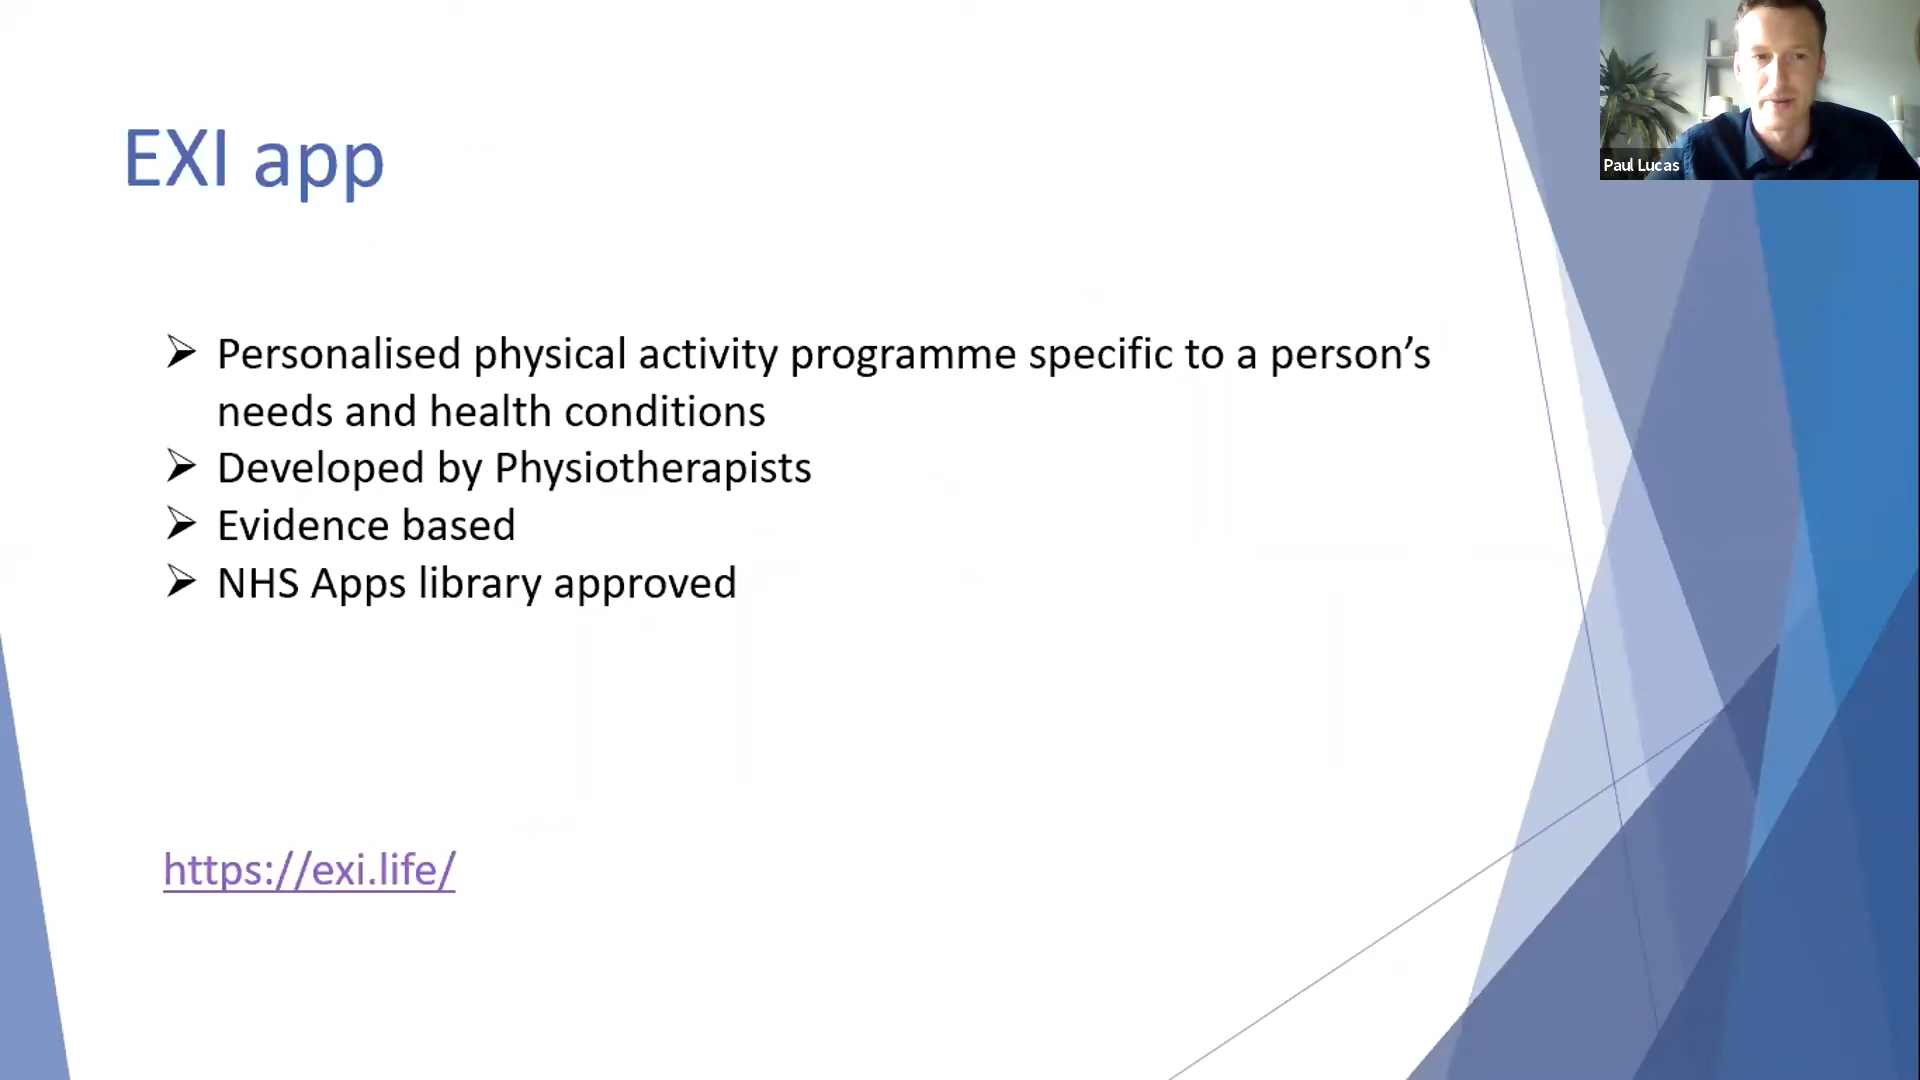 EXI app
Paul Lucas
➢ Personalised physical activity programme specific to a person’s
needs and health conditions
➢ Developed by Physiotherapists
➢ Evidence based
➢ NHS Apps library approved
https://exi.life/